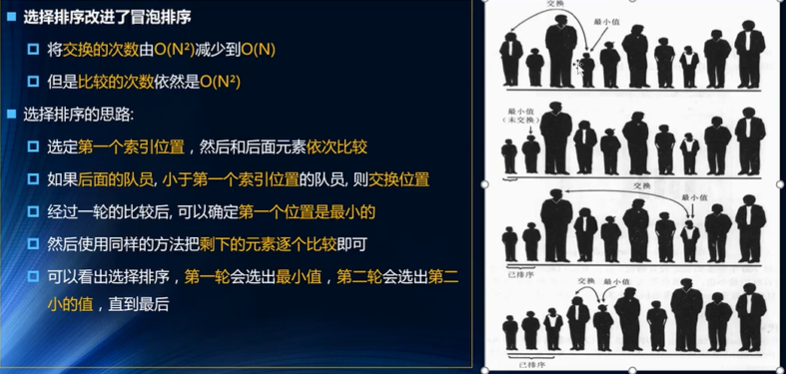 选择排序改进了冒泡排序
将交换的次数由O(N²)减少到O(N)
但是比较的次数依然是O(N²)
选择排序的思路:
选定第一个索引位置，然后和后面元素依次比较
如果后面的队员, 小于第一个索引位置的队员, 则交换位置
经过一轮的比较后, 可以确定第一个位置是最小的
然后使用同样的方法把剩下的元素逐个比较即可
可以看出选择排序，第一轮会选出最小值，第二轮会选出第二
小的值，直到最后
交换
最小值
最小值
（未交换）
交换
最小值
已排序
交换
最小值
已排序